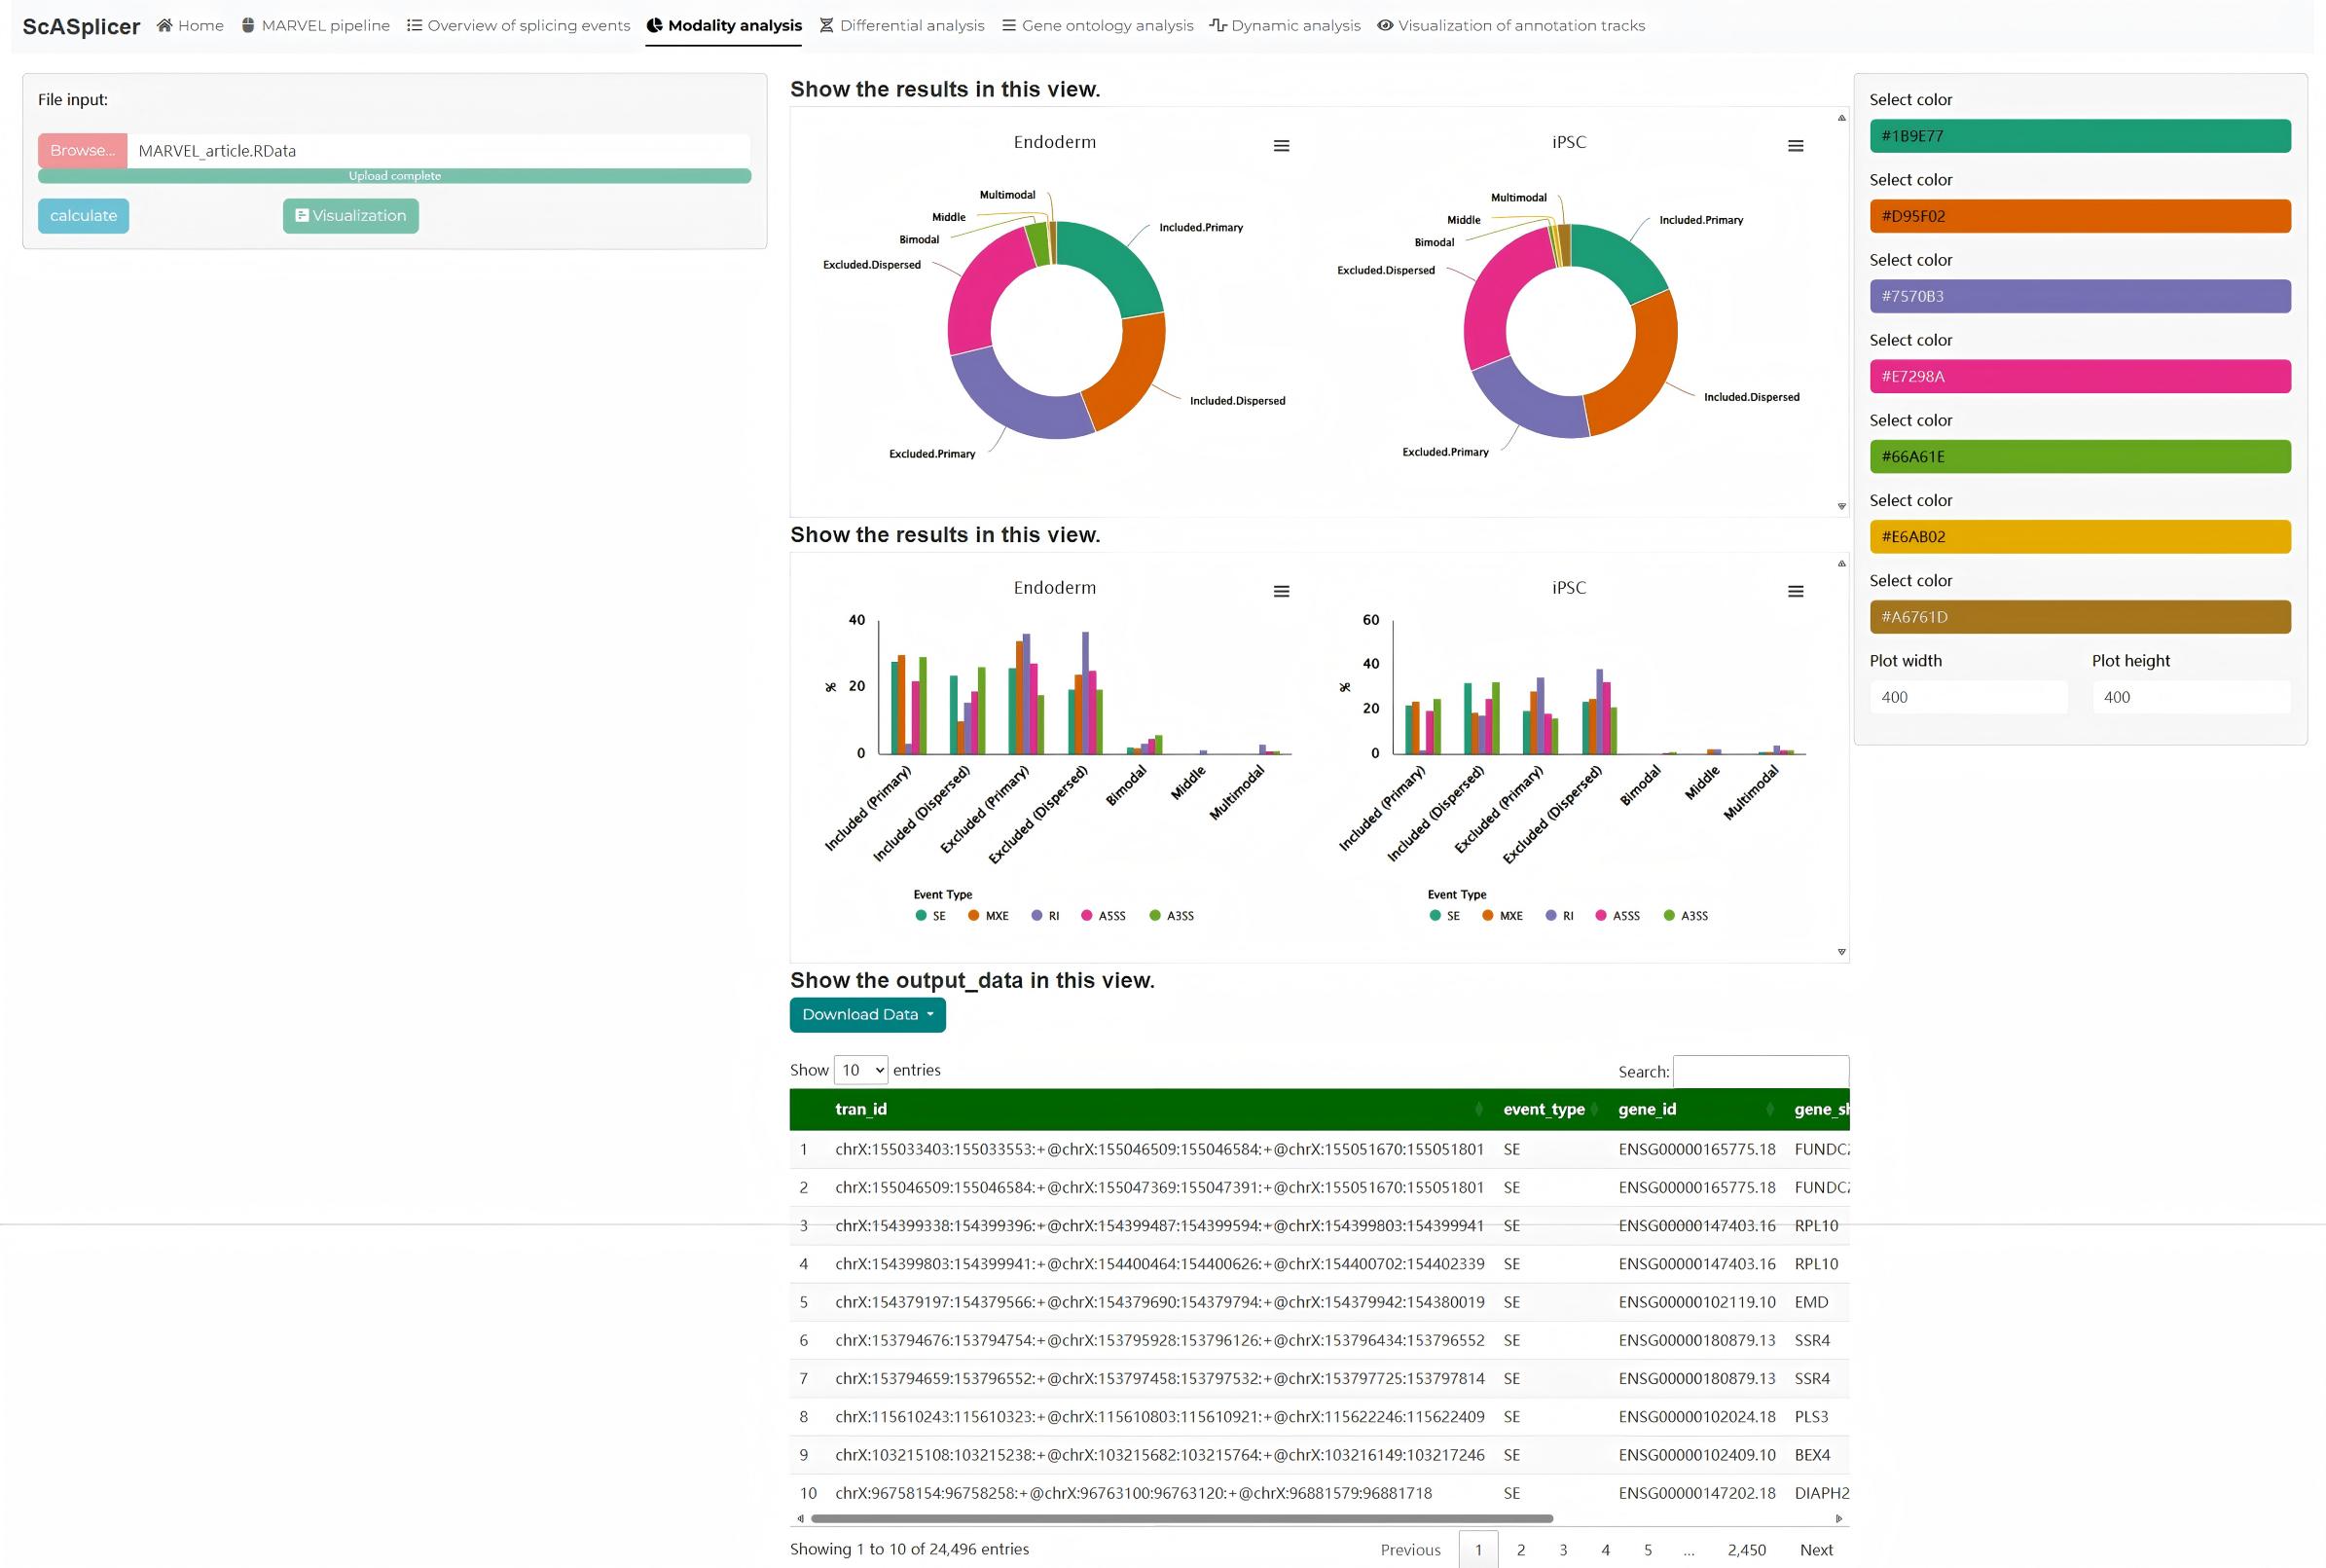 ScASplicer Home MARVEL pipeline Overview of splicing events Modality analysis Differential analysis Gene ontology analysis Dynamic analysis Visualization of annotation tracks
File input:
Browse... MARVEL_article.RData
Upload complete
calculate Visualization
Show the results in this view.
Endoderm
Multimodal
Middle
Bimodal
Included.Primary
Excluded.Dispersed
Included.Dispersed
Excluded.Primary
iPSC
Multimodal
Middle
Bimodal
Included.Primary
Excluded.Dispersed
Included.Dispersed
Excluded.Primary
Show the results in this view.
Endoderm
40
20
0
%
Included (Primary)
Included (Dispersed)
Excluded (Primary)
Excluded (Dispersed)
Bimodal
Middle
Multimodal
Event Type
SE MXE RI A5SS A3SS
iPSC
60
40
20
0
%
Included (Primary)
Included (Dispersed)
Excluded (Primary)
Excluded (Dispersed)
Bimodal
Middle
Multimodal
Event Type
SE MXE RI A5SS A3SS
Show the output_data in this view.
Download Data
Show 10 entries Search:
tran_id event_type gene_id gene_sh
1 chrX:155033403:155033553:+@chrX:155046509:155046584:+@chrX:155051670:155051801 SE ENSG00000165775.18 FUNDC2
2 chrX:155046509:155046584:+@chrX:155047369:155047391:+@chrX:155051670:155051801 SE ENSG00000165775.18 FUNDC2
3 chrX:154399338:154399396:+@chrX:154399487:154399594:+@chrX:154399803:154399941 SE ENSG00000147403.16 RPL10
4 chrX:154399803:154399941:+@chrX:154400464:154400626:+@chrX:154400702:154402339 SE ENSG00000147403.16 RPL10
5 chrX:154379197:154379566:+@chrX:154379690:154379794:+@chrX:154379942:154380019 SE ENSG00000102119.10 EMD
6 chrX:153794676:153794754:+@chrX:153795928:153796126:+@chrX:153796434:153796552 SE ENSG00000180879.13 SSR4
7 chrX:153794659:153796552:+@chrX:153797458:153797532:+@chrX:153797725:153797814 SE ENSG00000180879.13 SSR4
8 chrX:115610243:115610323:+@chrX:115610803:115610921:+@chrX:115622246:115622409 SE ENSG00000102024.18 PLS3
9 chrX:103215108:103215238:+@chrX:103215682:103215764:+@chrX:103216149:103217246 SE ENSG00000102409.10 BEX4
10 chrX:96758154:96758258:+@chrX:96763100:96763120:+@chrX:96881579:96881718 SE ENSG00000147202.18 DIAPH2
Showing 1 to 10 of 24,496 entries Previous 1 2 3 4 5 ... 2,450 Next
Select color
#1B9E77
Select color
#D95F02
Select color
#7570B3
Select color
#E7298A
Select color
#66A61E
Select color
#E6AB02
Select color
#A6761D
Plot width Plot height
400 400